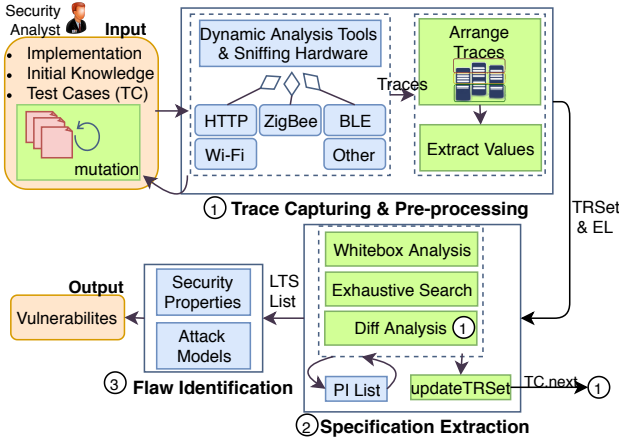 Security
Analyst
Input
• Implementation
• Initial Knowledge
• Test Cases (TC)
mutation
Dynamic Analysis Tools
& Sniffing Hardware
HTTP
ZigBee
BLE
Wi-Fi
Other
Traces
Arrange
Traces
Extract Values
1 Trace Capturing & Pre-processing
TRSet
& EL
Whitebox Analysis
Exhaustive Search
Diff Analysis 1
PI List
updateTRSet
TC.next
1
2 Specification Extraction
LTS
List
Security
Properties
Attack
Models
3 Flaw Identification
Output
Vulnerabilites